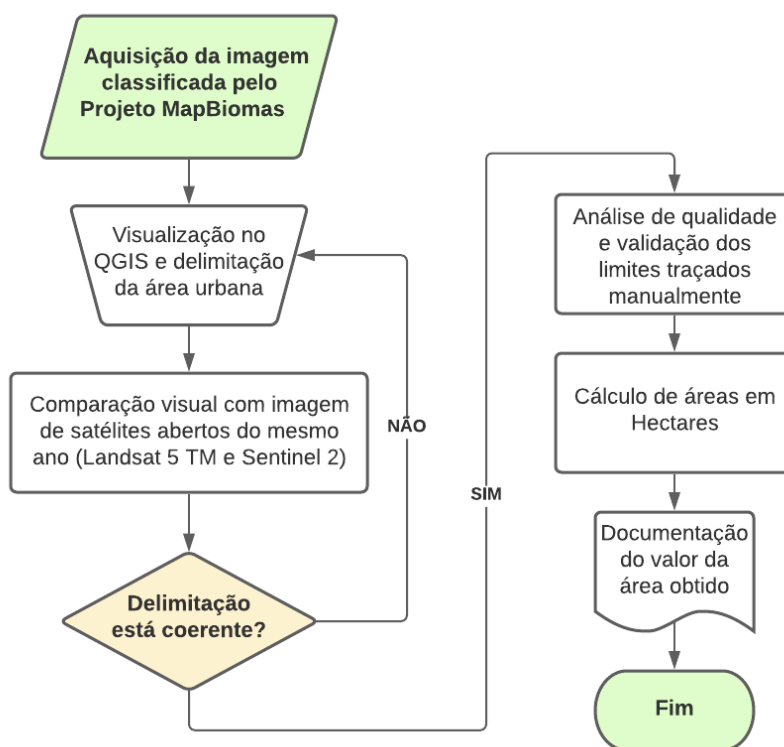 Aquisição da imagem
classificada pelo
Projeto MapBiomas
Visualização no
QGIS e delimitação
da área urbana
Comparação visual com imagem
de satélites abertos do mesmo
ano (Landsat 5 TM e Sentinel 2)
Delimitação
está coerente?
NÃO
SIM
Análise de qualidade
e validação dos
limites traçados
manualmente
Cálculo de áreas em
Hectares
Documentação
do valor da
área obtido
Fim